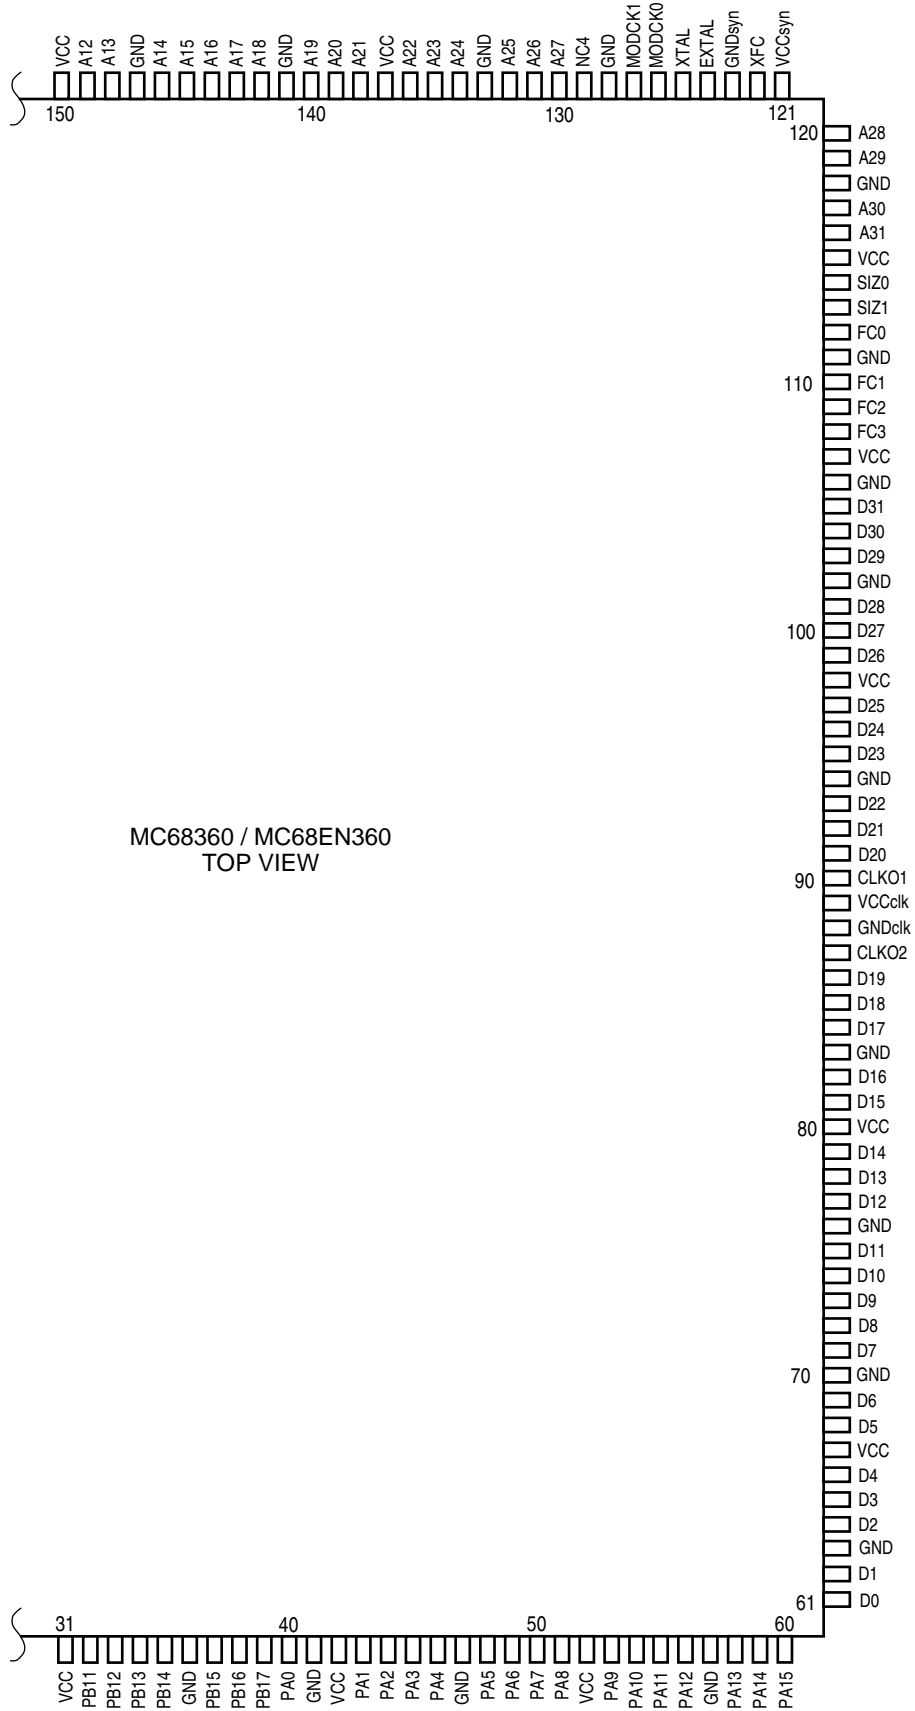 VCC
A12
A13
GND
A14
A15
A16
A17
A18
GND
A19
A20
A21
VCC
A22
A23
A24
GND
A25
A26
A27
NC4
GND
MODCK1
MODCK0
XTAL
EXTAL
GNDsyn
XFC
VCCsyn
150
140
130
121
120 A28
A29
GND
A30
A31
VCC
SIZ0
SIZ1
FC0
GND
110 FC1
FC2
FC3
VCC
GND
D31
D30
D29
GND
D28
100 D27
D26
VCC
D25
D24
D23
GND
D22
D21
MC68360 / MC68EN360
TOP VIEW
D20
90 CLKO1
VCCclk
GNDclk
CLKO2
D19
D18
D17
GND
D16
D15
80 VCC
D14
D13
D12
GND
D11
D10
D9
D8
D7
70 GND
D6
D5
VCC
D4
D3
D2
GND
D1
61 D0
31
40
50
60
VCC
PB11
PB12
PB13
PB14
GND
PB15
PB16
PB17
PA0
GND
VCC
PA1
PA2
PA3
PA4
GND
PA5
PA6
PA7
PA8
VCC
PA9
PA10
PA11
PA12
GND
PA13
PA14
PA15